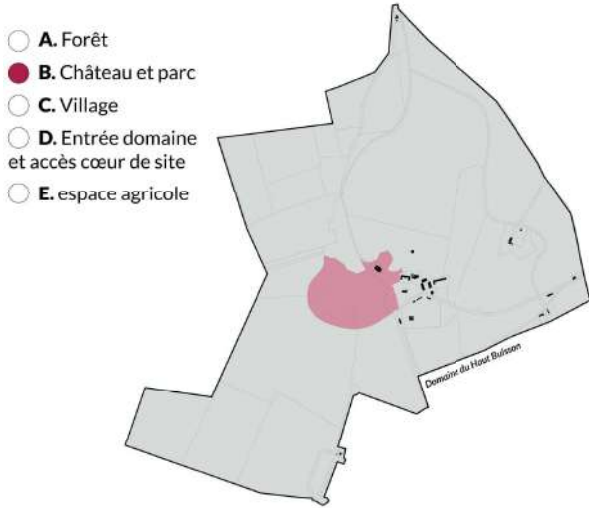 A. Forêt
B. Château et parc
C. Village
D. Entrée domaine
et accès cœur de site
E. espace agricole
Domaine du Haut Buisson